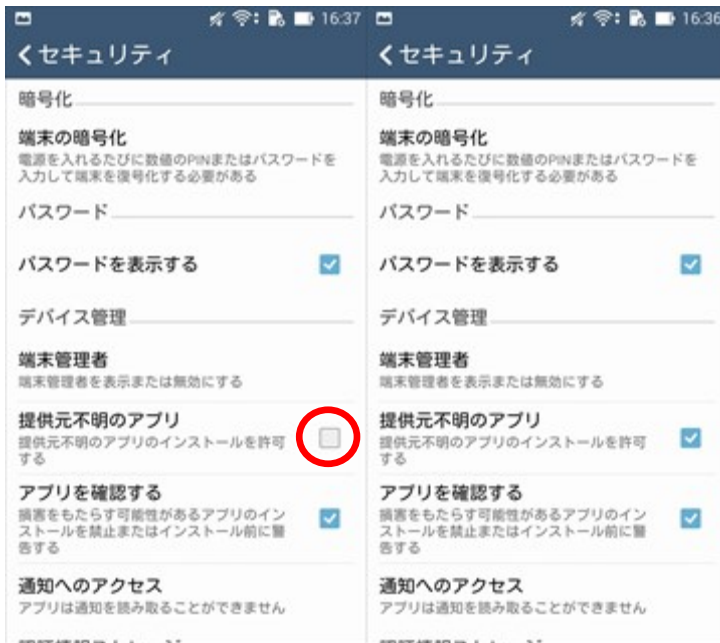 16:37
セキュリティ
暗号化
端末の暗号化
電源を入れるたびに数値のPINまたはパスワードを
入力して端末を復号化する必要がある
パスワード
パスワードを表示する
デバイス管理
端末管理者
端末管理者を表示または無効にする
提供元不明のアプリ
提供元不明のアプリのインストールを許可
する
アプリを確認する
損害をもたらす可能性があるアプリのイン
ストールを禁止またはインストール前に警
告する
通知へのアクセス
アプリは通知を読み取ることができません
16:36
セキュリティ
暗号化
端末の暗号化
電源を入れるたびに数値のPINまたはパスワードを
入力して端末を復号化する必要がある
パスワード
パスワードを表示する
デバイス管理
端末管理者
端末管理者を表示または無効にする
提供元不明のアプリ
提供元不明のアプリのインストールを許可
する
アプリを確認する
損害をもたらす可能性があるアプリのイン
ストールを禁止またはインストール前に警
告する
通知へのアクセス
アプリは通知を読み取ることができません